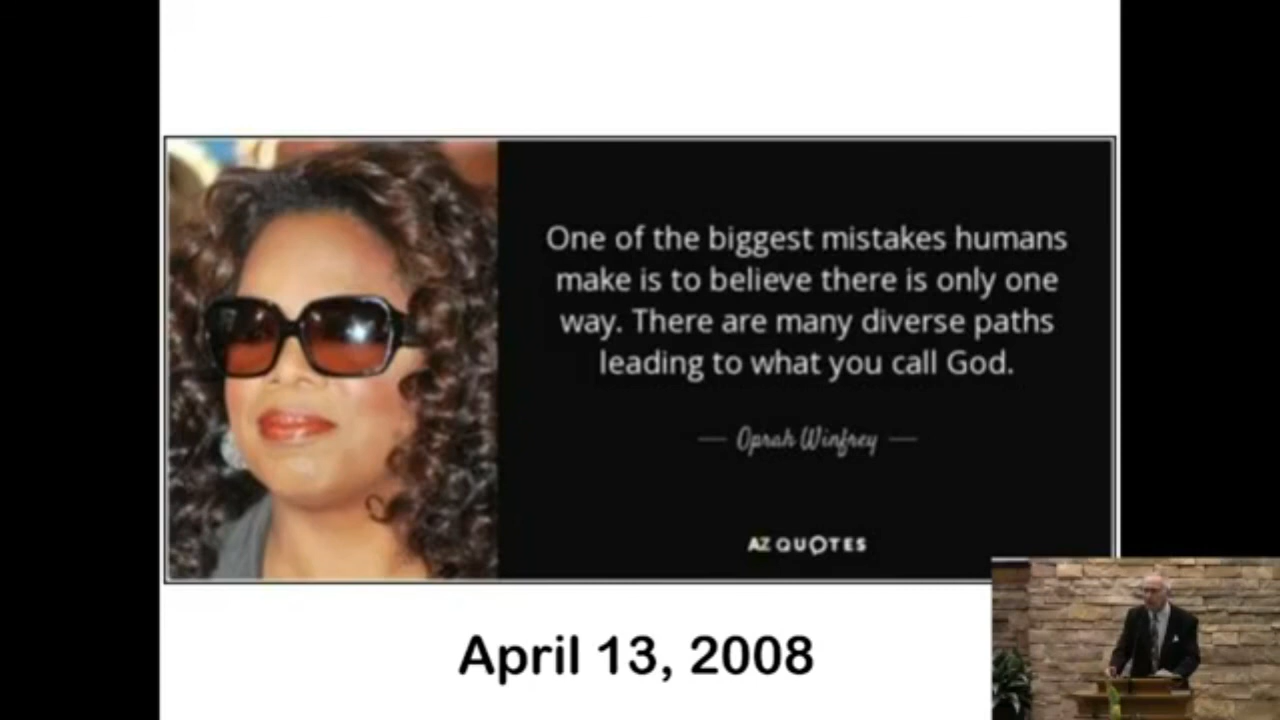 One of the biggest mistakes humans
make is to believe there is only one
way. There are many diverse paths
leading to what you call God.
— Oprah Winfrey —
AZ QUOTES
April 13, 2008